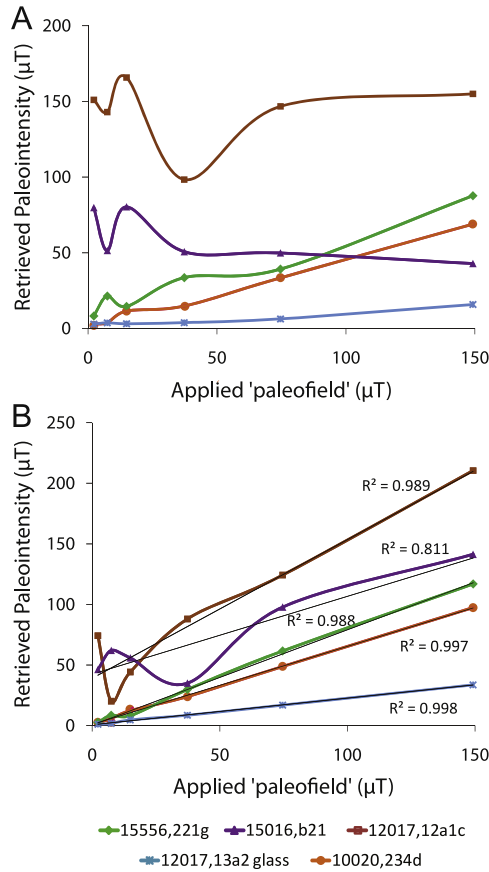 A
200
150
100
50
0
Retrieved Paleointensity (µT)
0 50 100 150
Applied 'paleofield' (µT)
B
250
200
150
100
50
0
Retrieved Paleointensity (µT)
R² = 0.989
R² = 0.811
R² = 0.988
R² = 0.997
R² = 0.998
0 50 100 150
Applied 'paleofield' (µT)
15556,221g 15016,b21 12017,12a1c
12017,13a2 glass 10020,234d